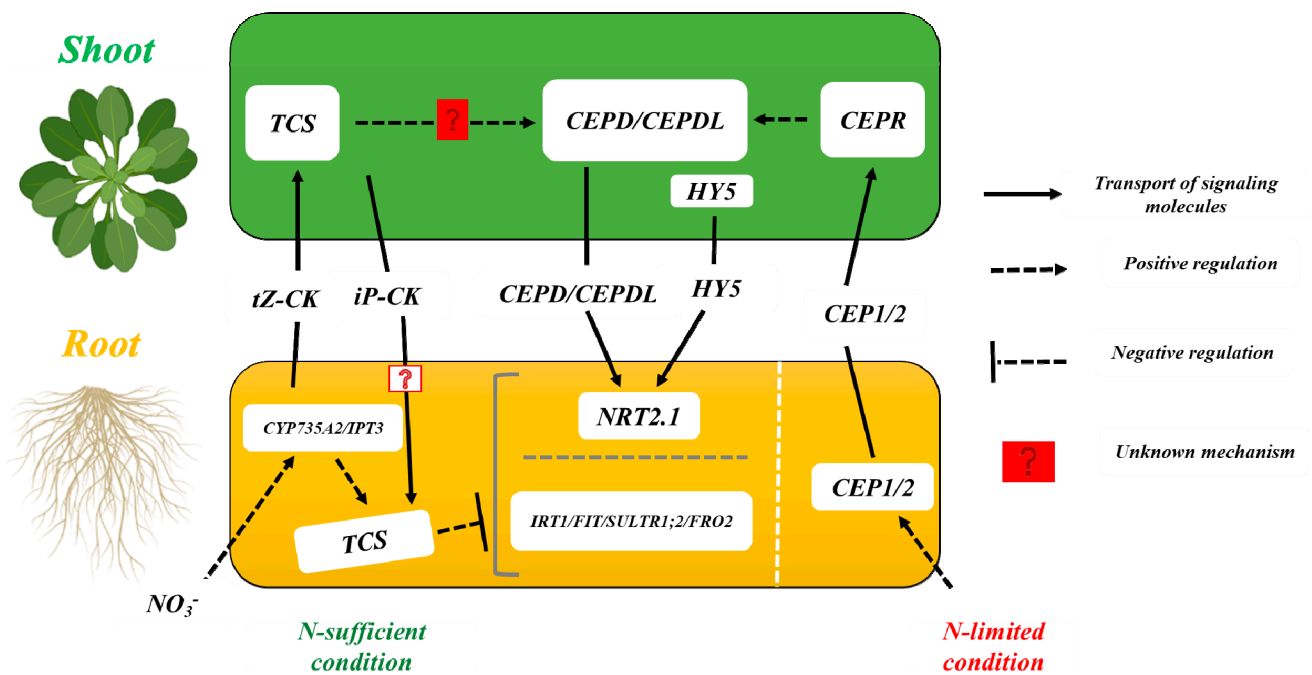 Shoot
TCS
?
CEPD/CEPDL
CEPR
HY5
Transport of signaling
molecules
Positive regulation
tZ-CK
iP-CK
CEPD/CEPDL
HY5
CEP1/2
Root
Negative regulation
?
CYP735A2/IPT3
NRT2.1
Unknown mechanism
?
CEP1/2
IRT1/FIT/SULTR1;2/FRO2
TCS
NO₃⁻
N-sufficient
condition
N-limited
condition